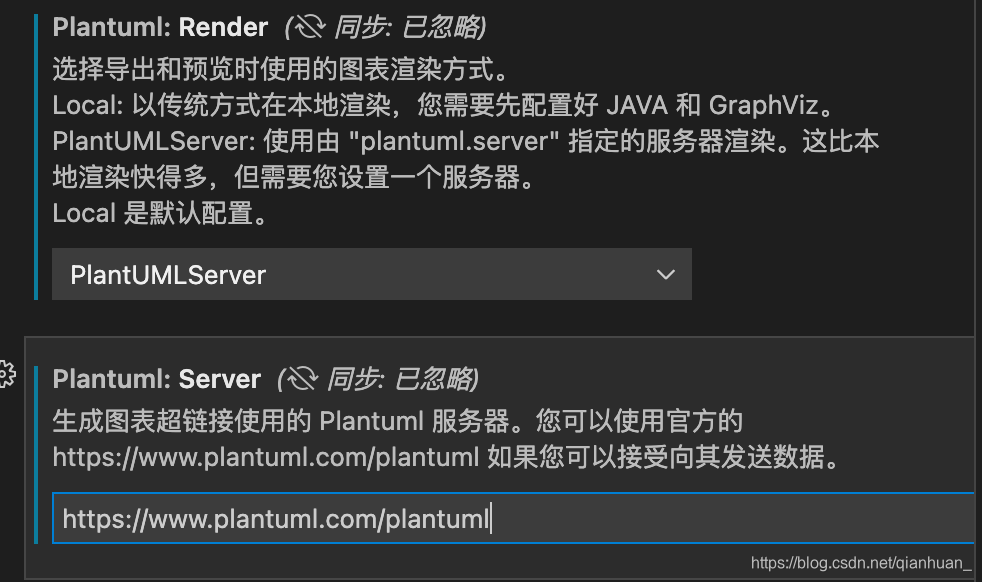 Plantuml: Render (同步: 已忽略)
选择导出和预览时使用的图表渲染方式。
Local: 以传统方式在本地渲染，您需要先配置好 JAVA 和 GraphViz。
PlantUMLServer: 使用由 "plantuml.server" 指定的服务器渲染。这比本
地渲染快得多，但需要您设置一个服务器。
Local 是默认配置。
PlantUMLServer
Plantuml: Server (同步: 已忽略)
生成图表超链接使用的 Plantuml 服务器。您可以使用官方的
https://www.plantuml.com/plantuml 如果您可以接受向其发送数据。
https://www.plantuml.com/plantuml
https://blog.csdn.net/qianhuan_